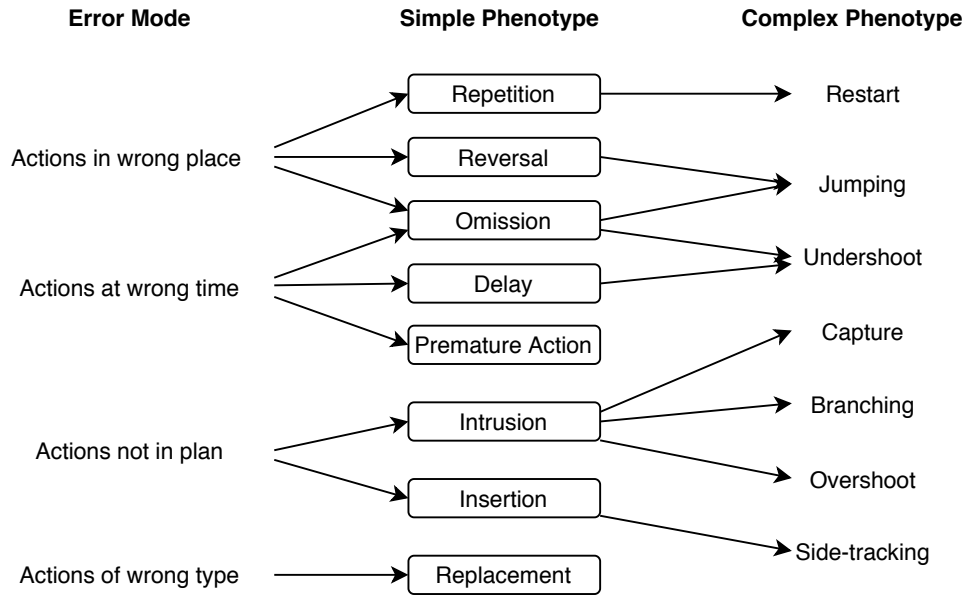 Error Mode
Simple Phenotype
Complex Phenotype
Repetition
Restart
Actions in wrong place
Reversal
Jumping
Omission
Undershoot
Actions at wrong time
Delay
Premature Action
Capture
Intrusion
Branching
Actions not in plan
Overshoot
Insertion
Side-tracking
Actions of wrong type
Replacement